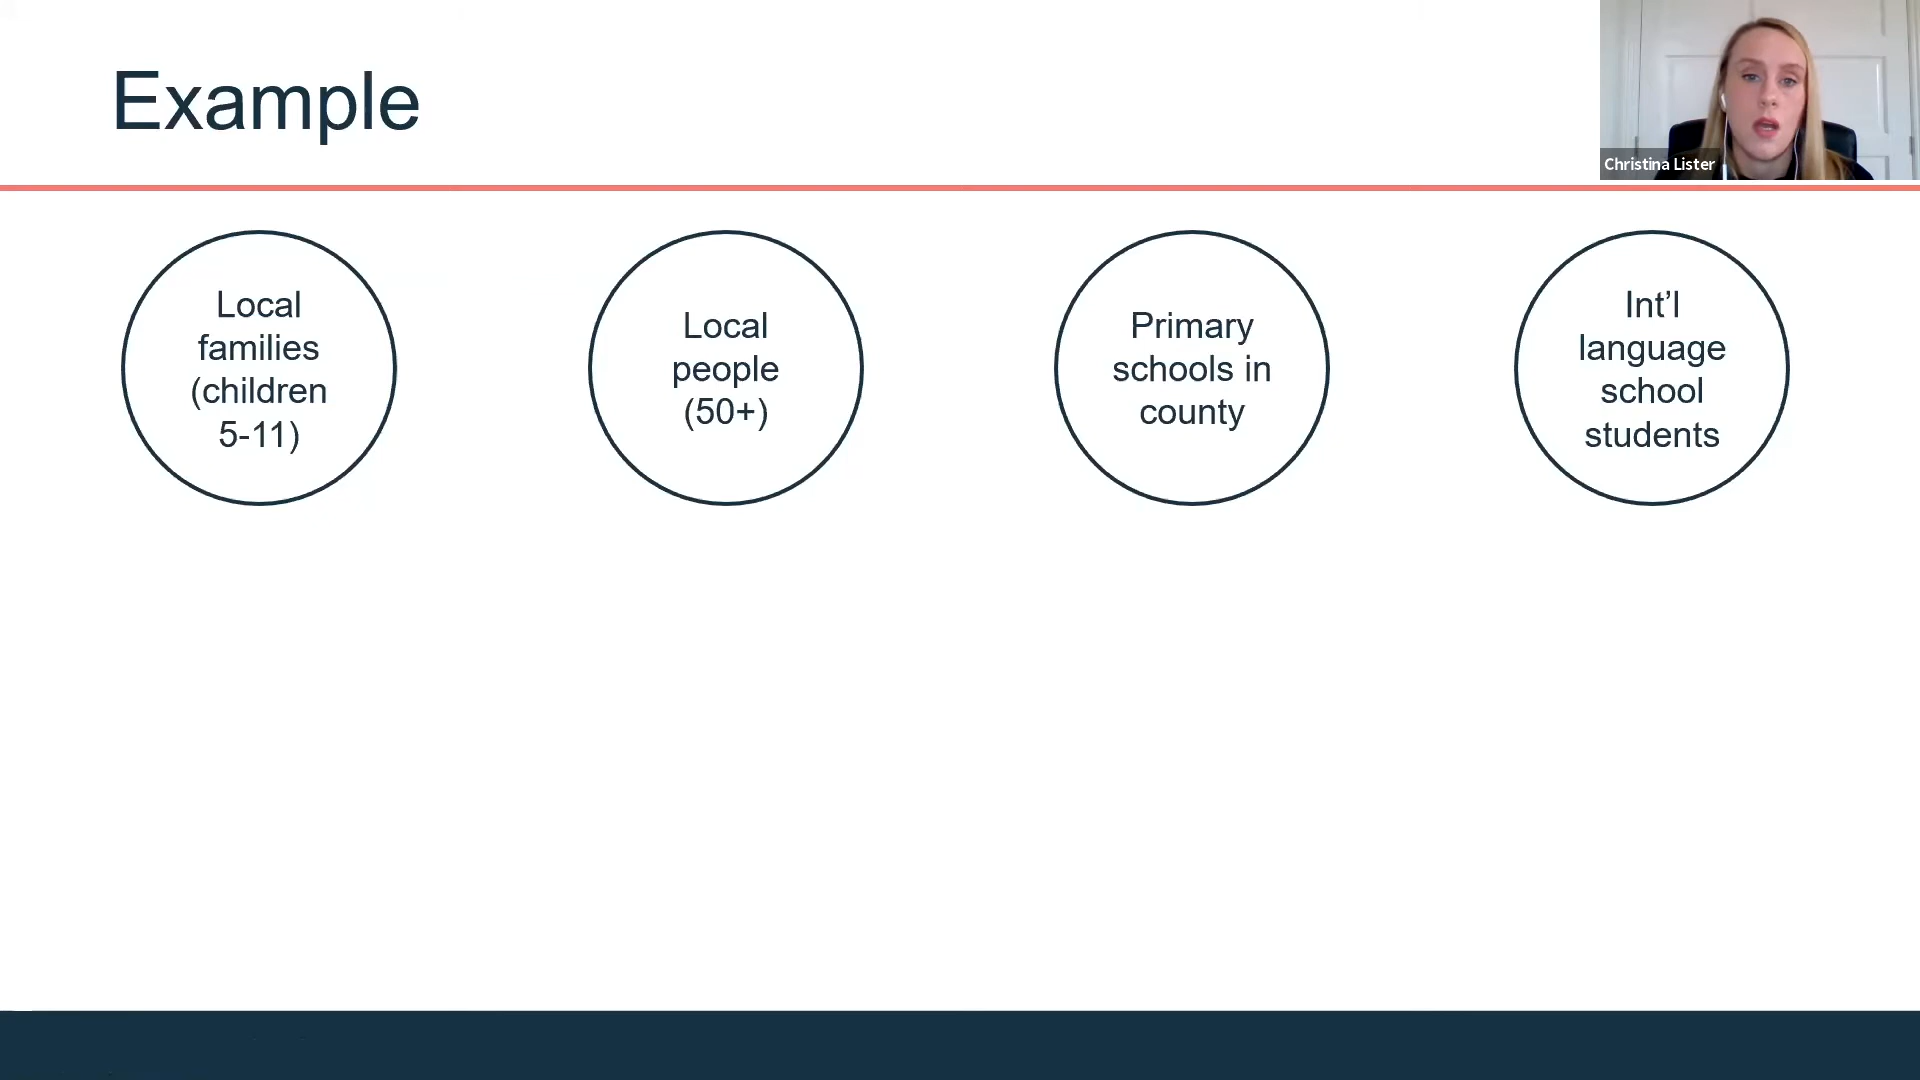 Example
Christina Lister
Local
families
(children
5-11)
Local
people
(50+)
Primary
schools in
county
Int’l
language
school
students